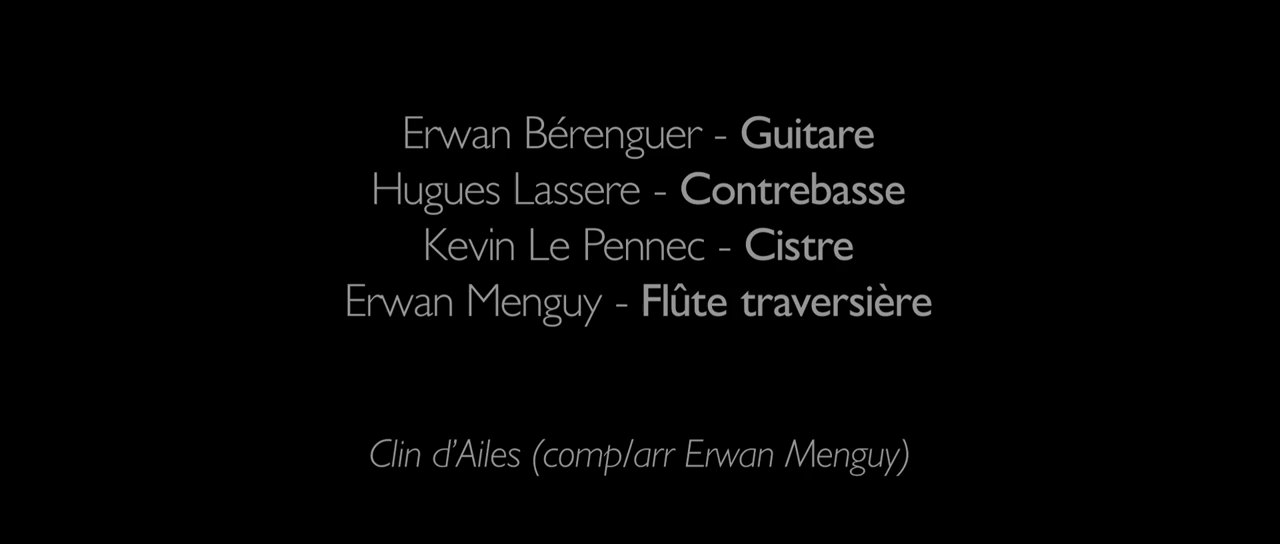 Erwan Bérenguer - Guitare
Hugues Lassere - Contrebasse
Kevin Le Pennec - Cistre
Erwan Menguy - Flûte traversière
Clin d'Ailes (comp/arr Erwan Menguy)